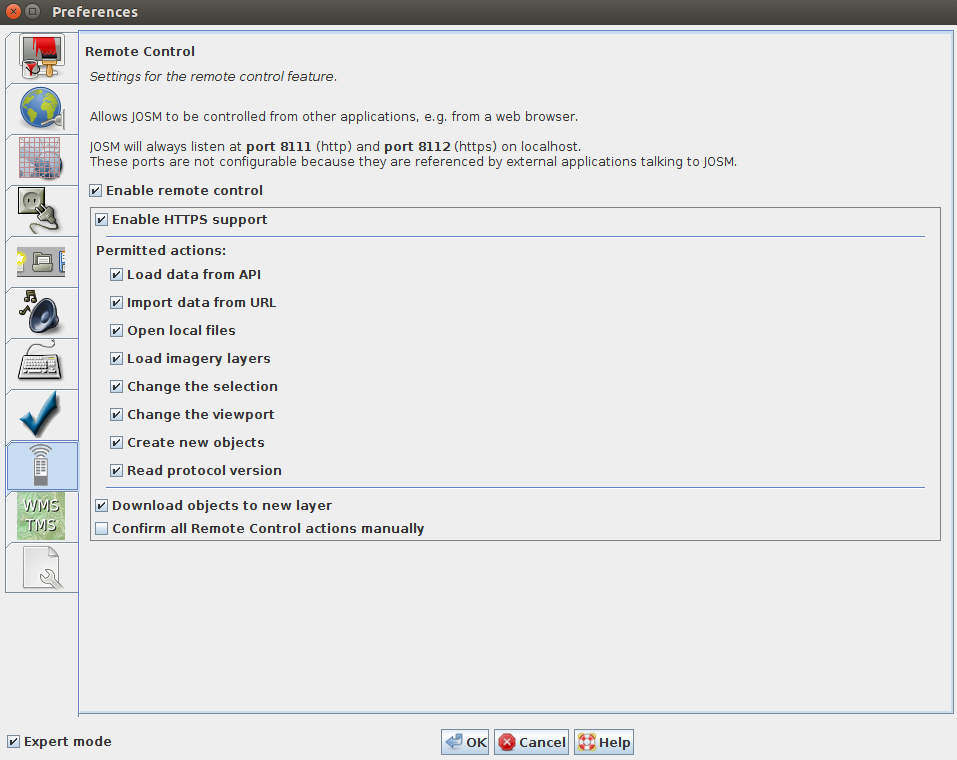 Preferences
Remote Control
Settings for the remote control feature.
Allows JOSM to be controlled from other applications, e.g. from a web browser.
JOSM will always listen at port 8111 (http) and port 8112 (https) on localhost.
These ports are not configurable because they are referenced by external applications talking to JOSM.
Enable remote control
Enable HTTPS support
Permitted actions:
Load data from API
Import data from URL
Open local files
Load imagery layers
Change the selection
Change the viewport
Create new objects
Read protocol version
WMS
TMS
Download objects to new layer
Confirm all Remote Control actions manually
Expert mode
OK
Cancel
Help